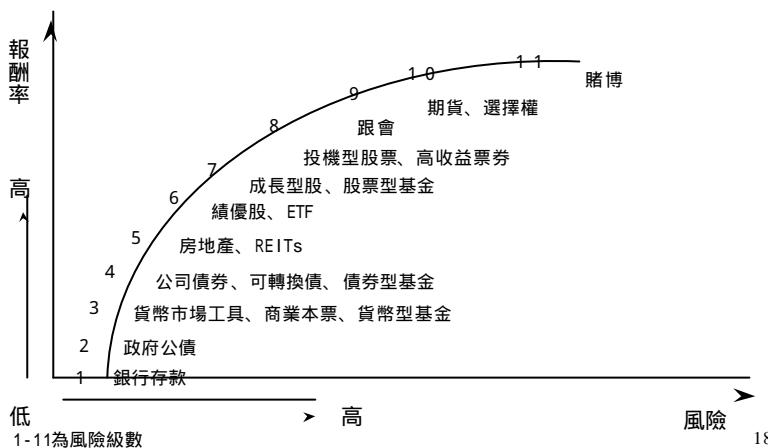 報酬率
高
11 賭博
10 期貨、選擇權
9 跟會
8 投機型股票、高收益票券
7 成長型股、股票型基金
6 績優股、ETF
5 房地產、REITs
4 公司債券、可轉換債、債券型基金
3 貨幣市場工具、商業本票、貨幣型基金
2 政府公債
1 銀行存款
低 高 風險
1-11為風險級數
18